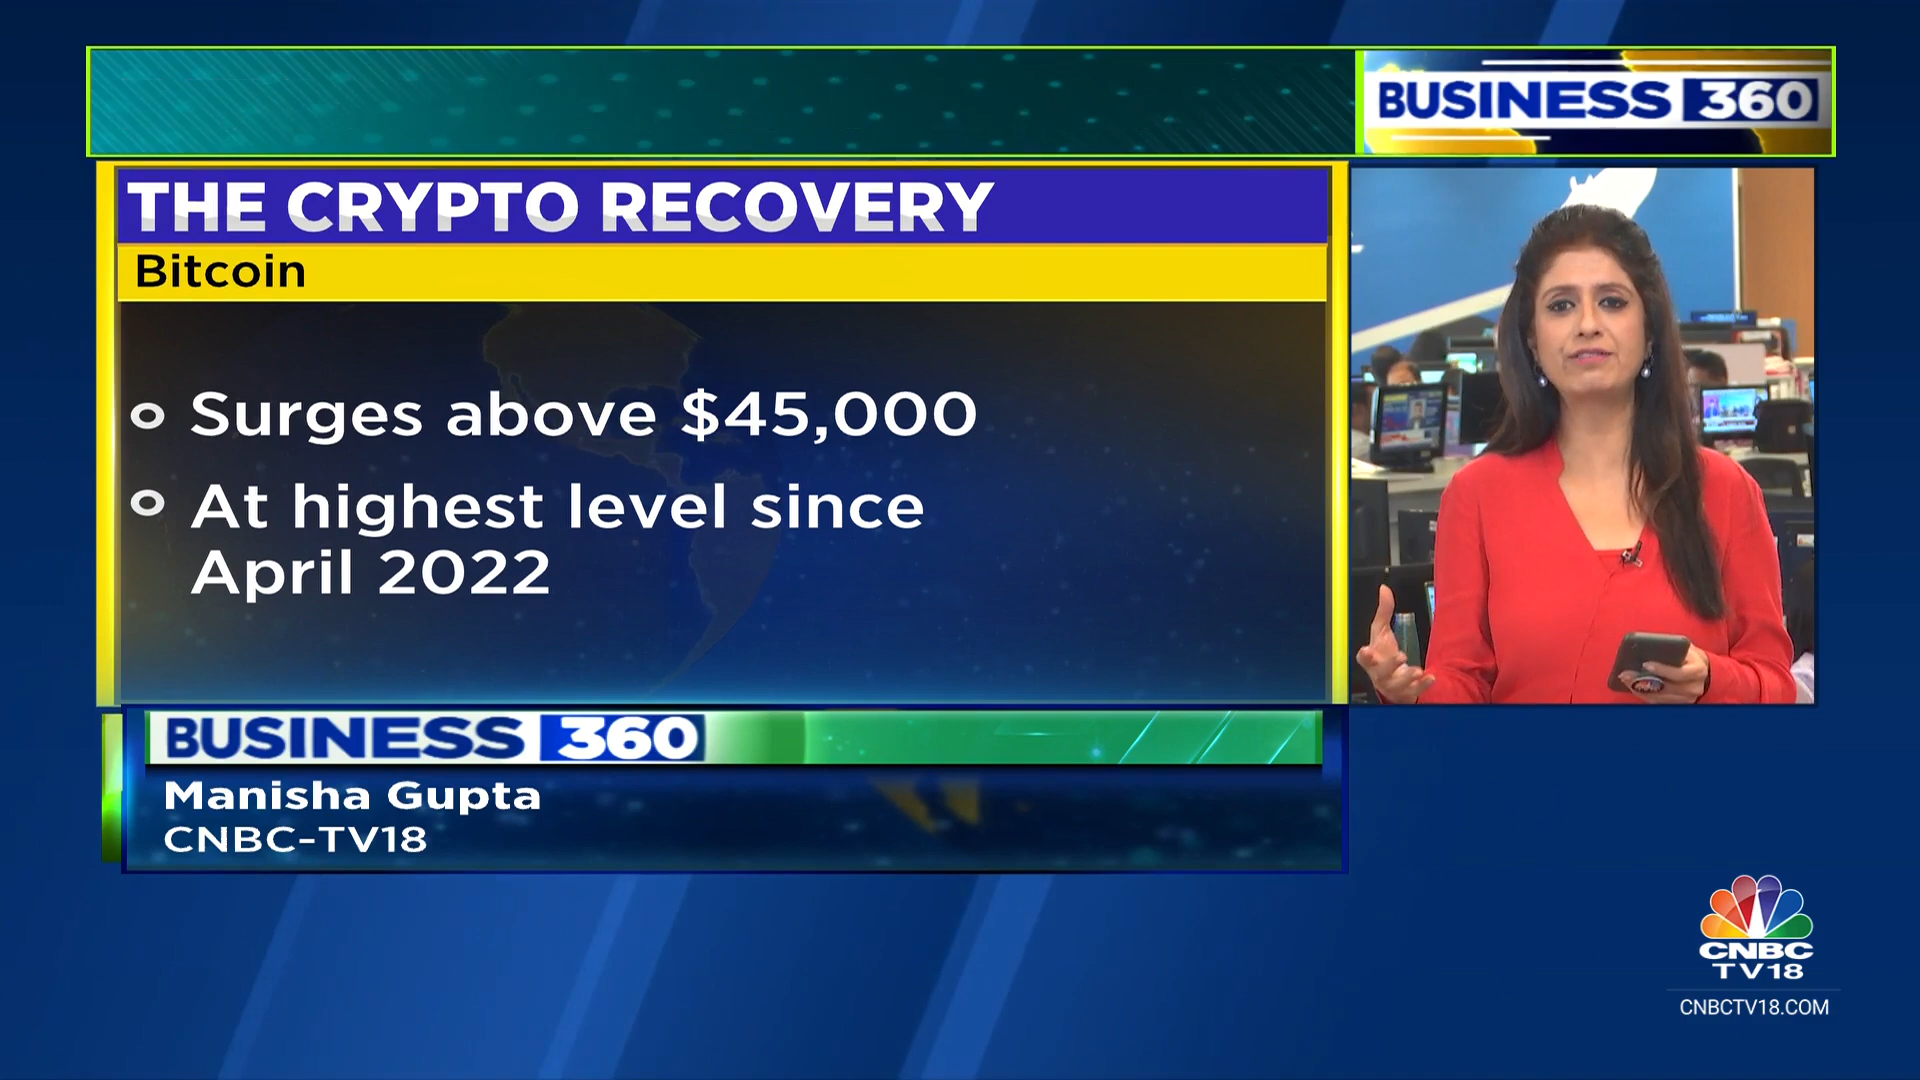 BUSINESS 360
THE CRYPTO RECOVERY
Bitcoin
Surges above $45,000
At highest level since
April 2022
BUSINESS 360
Manisha Gupta
CNBC-TV18
CNBC
TV18
CNBCTV18.COM